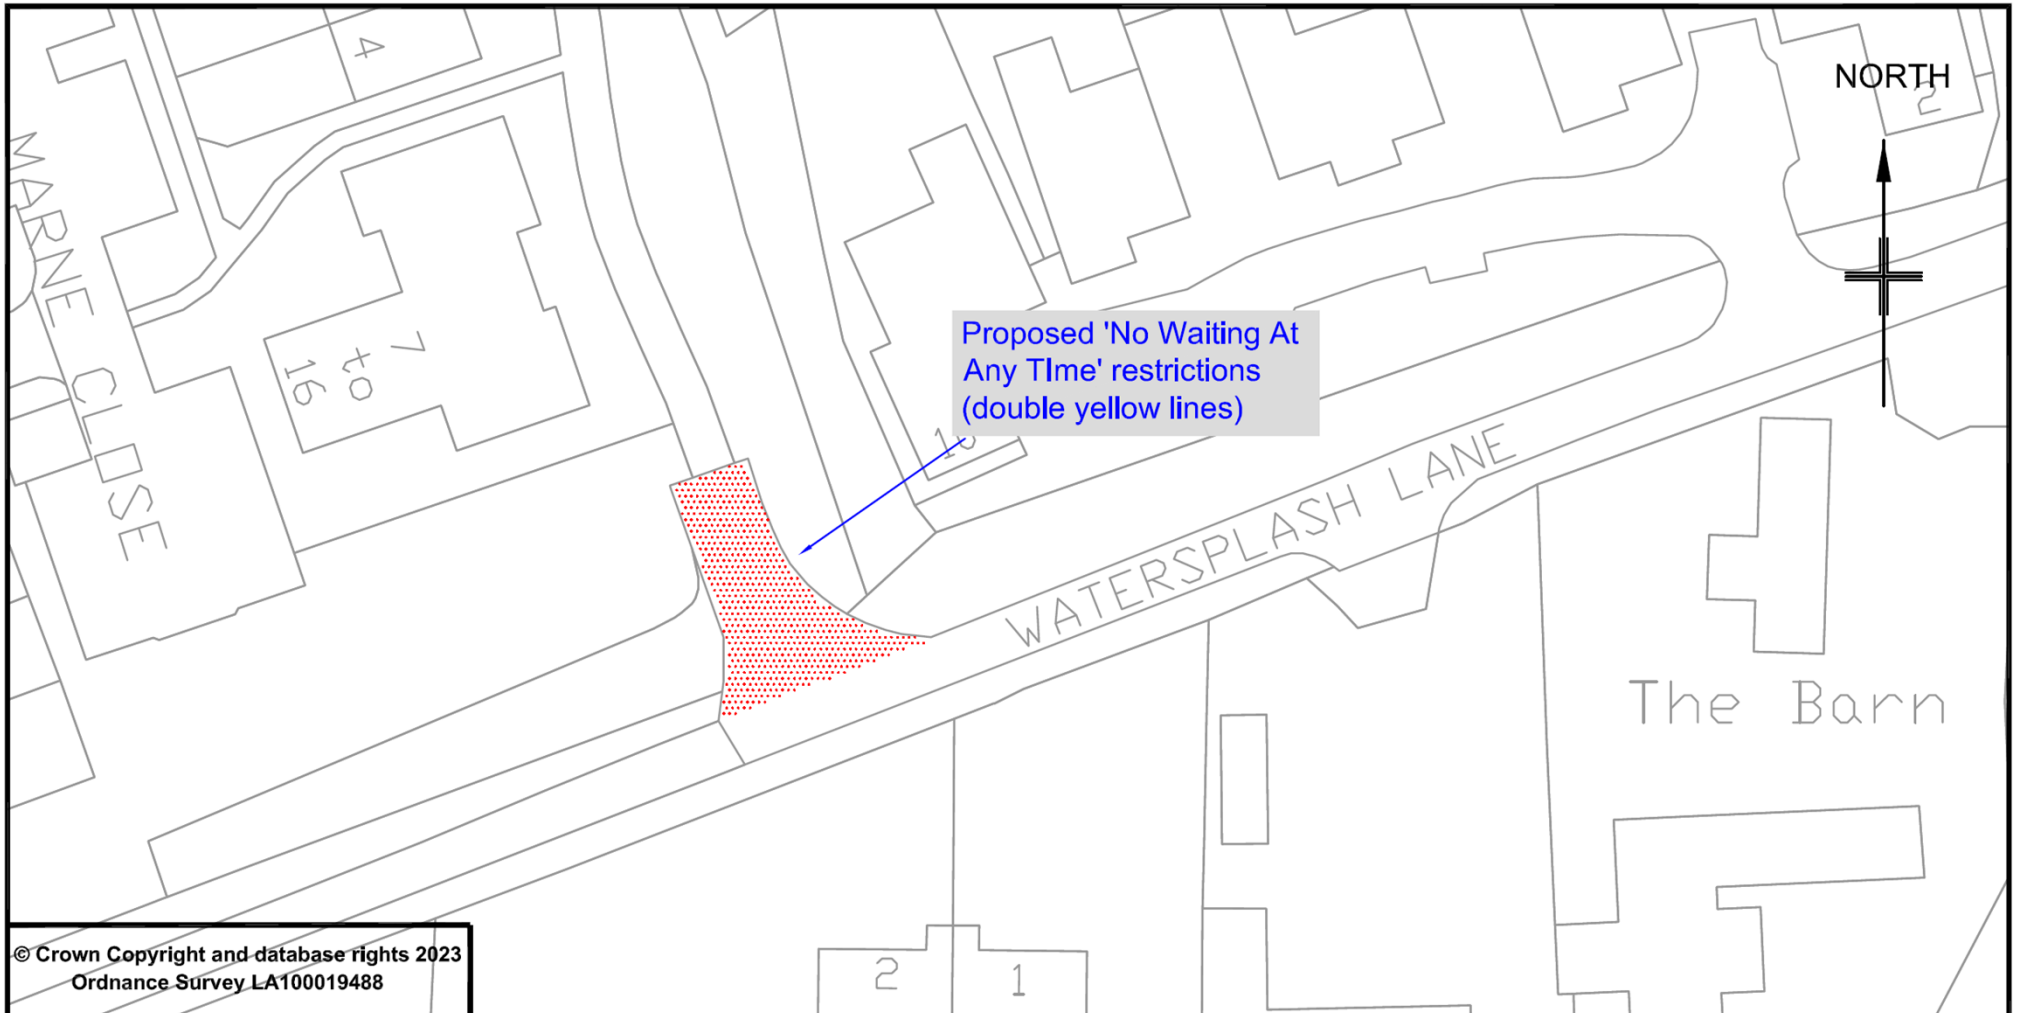 4
NORTH
2
MARNE CLOSE
7
to
16
Proposed 'No Waiting At
Any TIme' restrictions
(double yellow lines)
WATERSPLASH LANE
The Barn
© Crown Copyright and database rights 2023
Ordnance Survey LA100019488
2
1